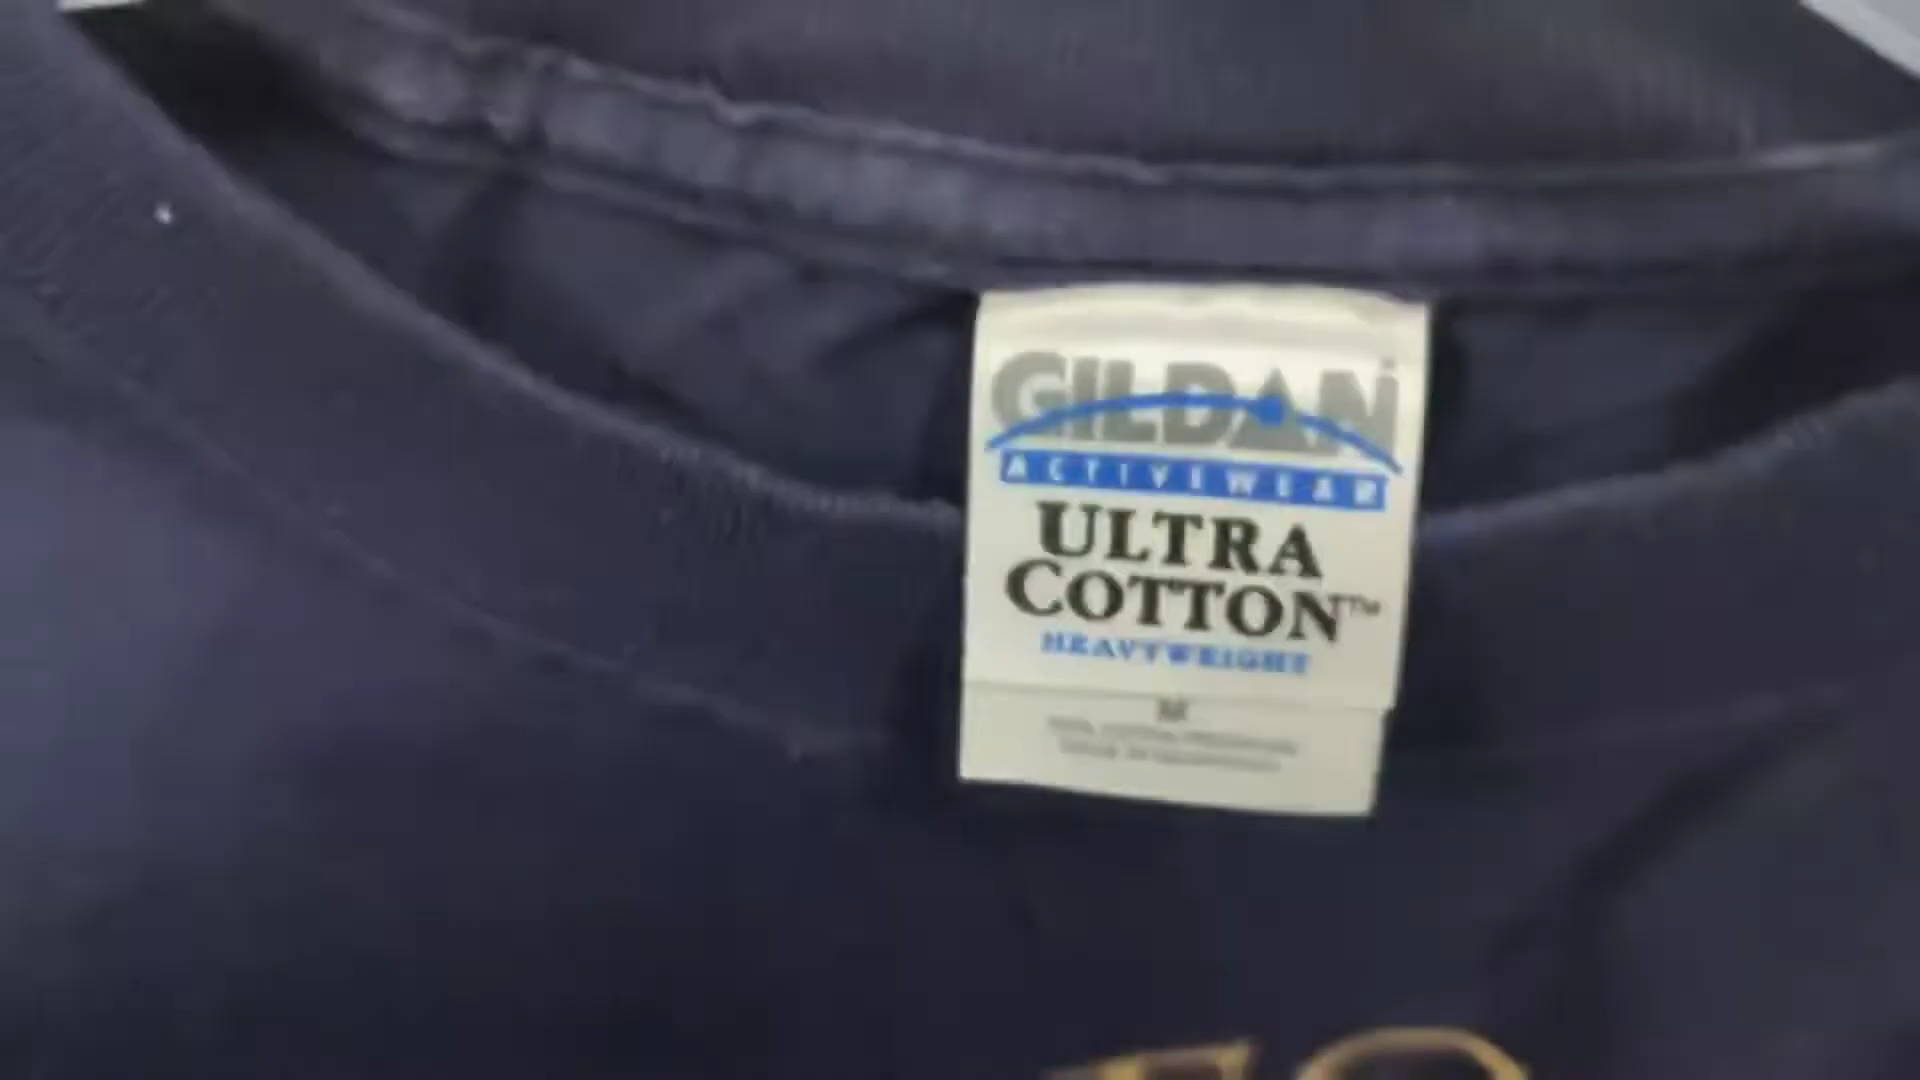 GILDAN
ACTIVEWEAR
ULTRA
COTTON™
HEAVYWEIGHT
M